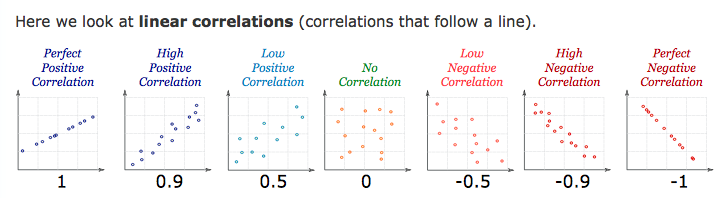 Here we look at linear correlations (correlations that follow a line).
Perfect Positive Correlation
High Positive Correlation
Low Positive Correlation
No Correlation
Low Negative Correlation
High Negative Correlation
Perfect Negative Correlation
1 0.9 0.5 0 -0.5 -0.9 -1